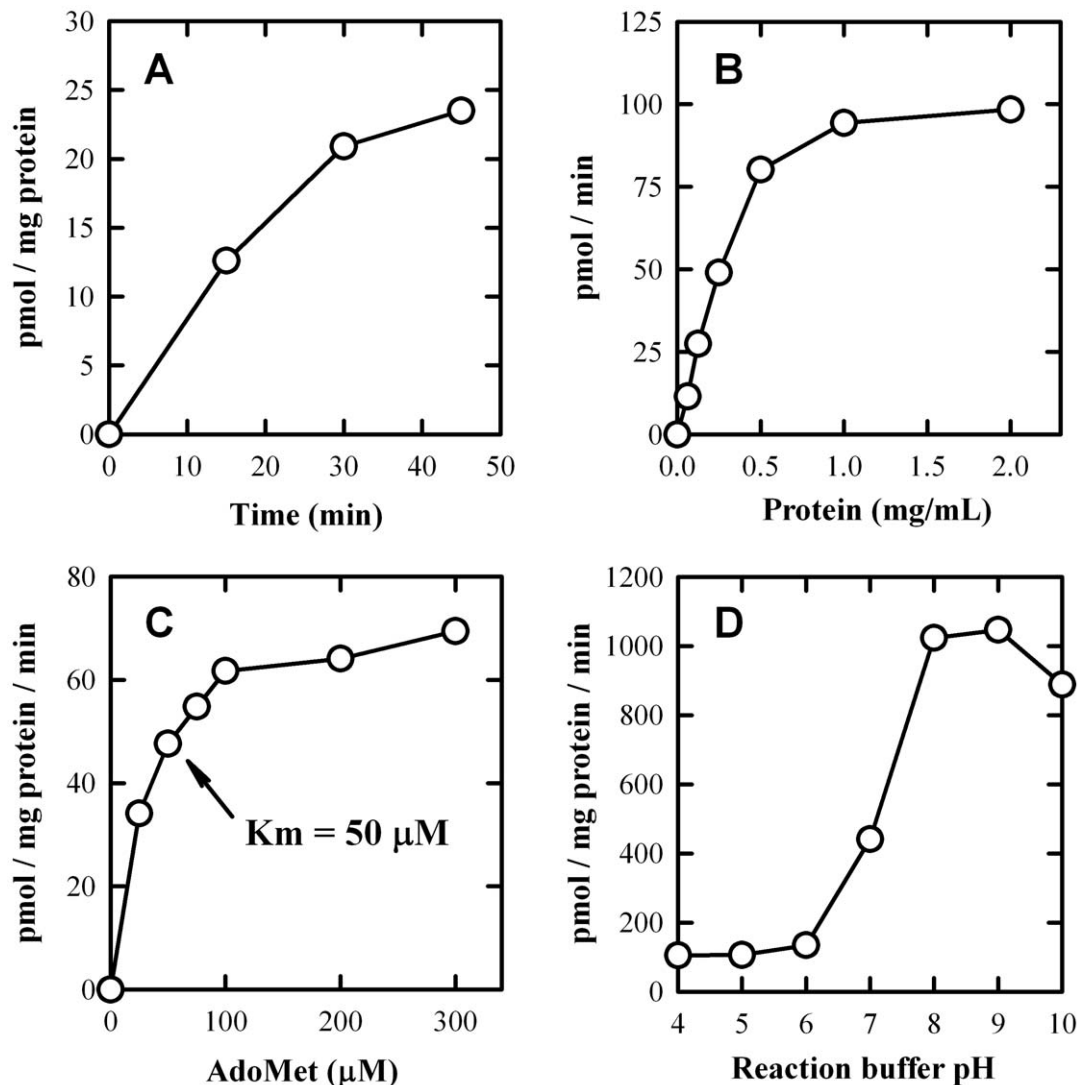 A
pmol / mg protein
30
25
20
15
10
5
0
0 10 20 30 40 50
Time (min)
B
pmol / min
125
100
75
50
25
0
0.0 0.5 1.0 1.5 2.0
Protein (mg/mL)
C
pmol / mg protein / min
80
60
40
20
0
Km = 50 μM
0 100 200 300
AdoMet (μM)
D
pmol / mg protein / min
1200
1000
800
600
400
200
0
4 5 6 7 8 9 10
Reaction buffer pH